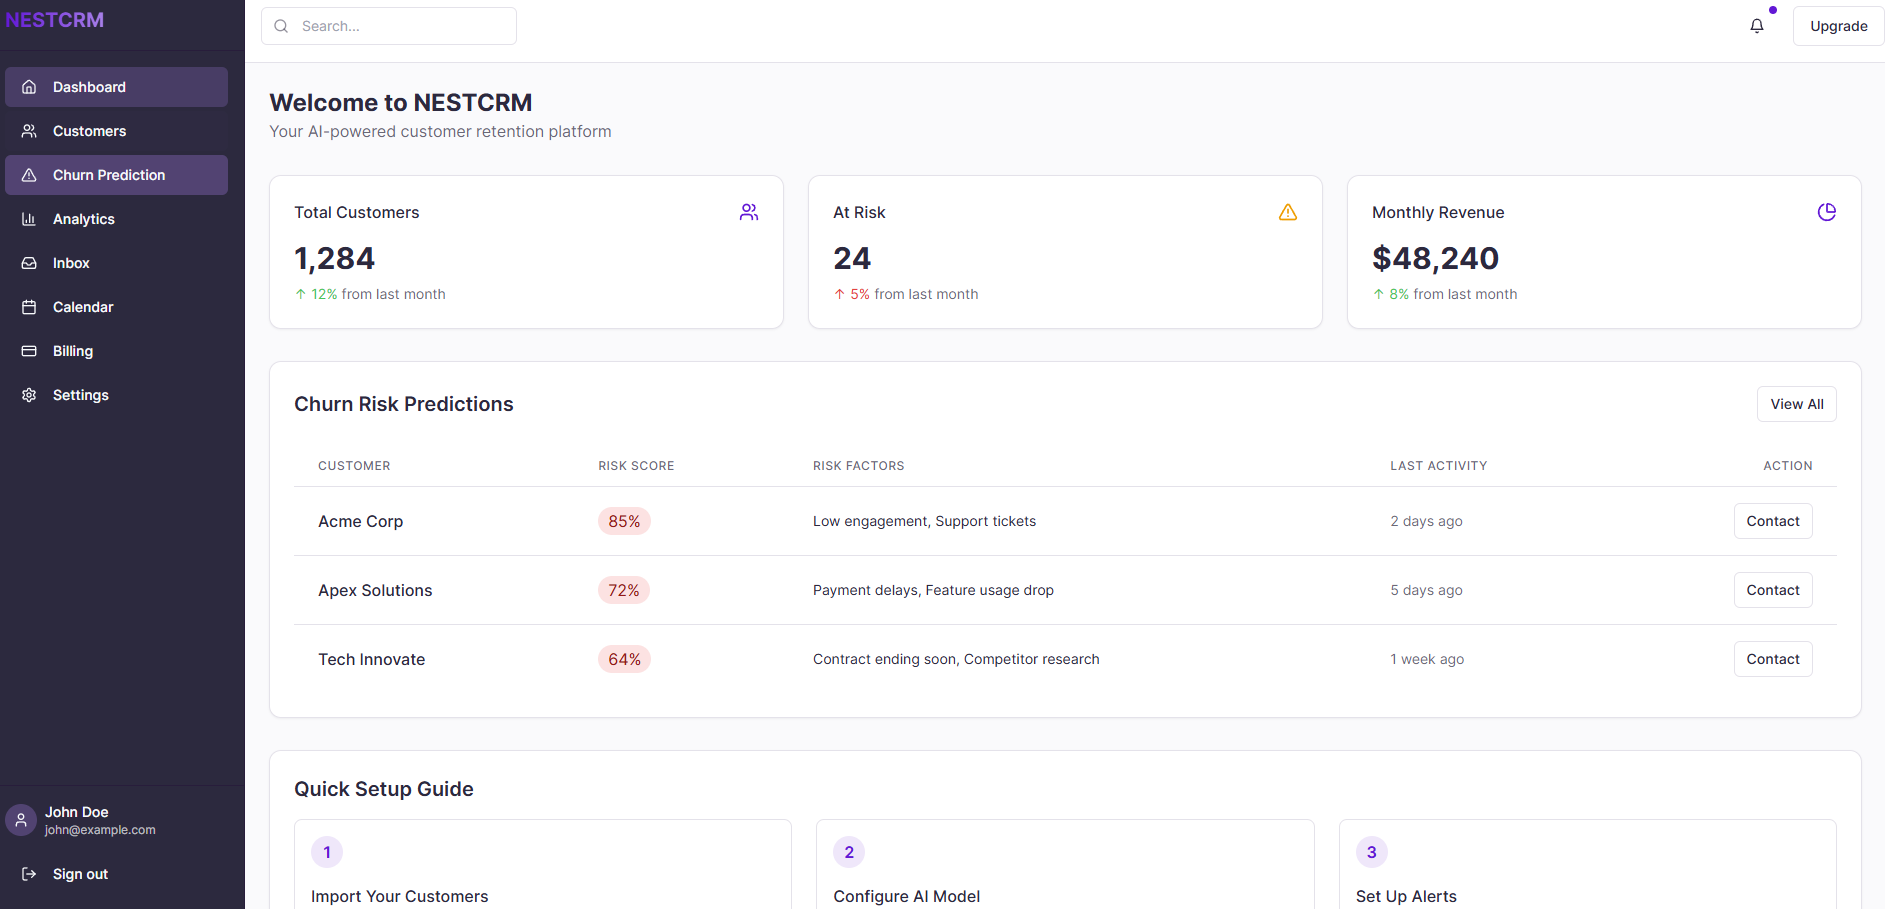 NESTCRM
Search...
Upgrade
Dashboard
Customers
Churn Prediction
Analytics
Inbox
Calendar
Billing
Settings
John Doe
john@example.com
Sign out
Welcome to NESTCRM
Your AI-powered customer retention platform
Total Customers
1,284
↑ 12% from last month
At Risk
24
↑ 5% from last month
Monthly Revenue
$48,240
↑ 8% from last month
Churn Risk Predictions
View All
CUSTOMER RISK SCORE RISK FACTORS LAST ACTIVITY ACTION
Acme Corp 85% Low engagement, Support tickets 2 days ago Contact
Apex Solutions 72% Payment delays, Feature usage drop 5 days ago Contact
Tech Innovate 64% Contract ending soon, Competitor research 1 week ago Contact
Quick Setup Guide
1
Import Your Customers
2
Configure AI Model
3
Set Up Alerts